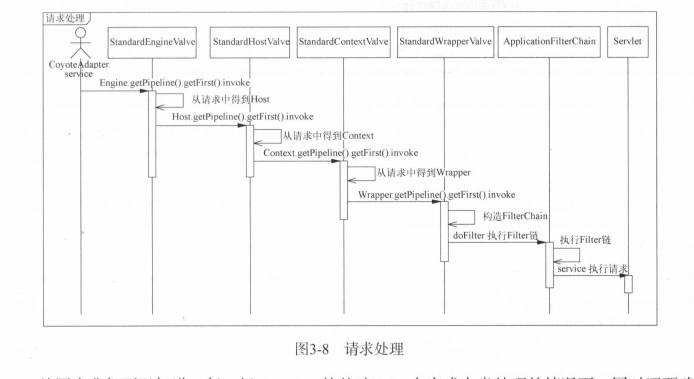 请求处理
StandardEngineValve
StandardHostValve
StandardContextValve
StandardWrapperValve
ApplicationFilterChain
Servlet
CoyoteAdapter.
service
Engine.getPipeline().getFirst().invoke
从请求中得到Host
Host.getPipeline().getFirst().invoke
从请求中得到Context
Context.getPipeline().getFirst().invoke
从请求中得到Wrapper
Wrapper.getPipeline().getFirst().invoke
构造FilterChain
doFilter 执行Filter链
执行Filter链
service 执行请求
图3-8 请求处理